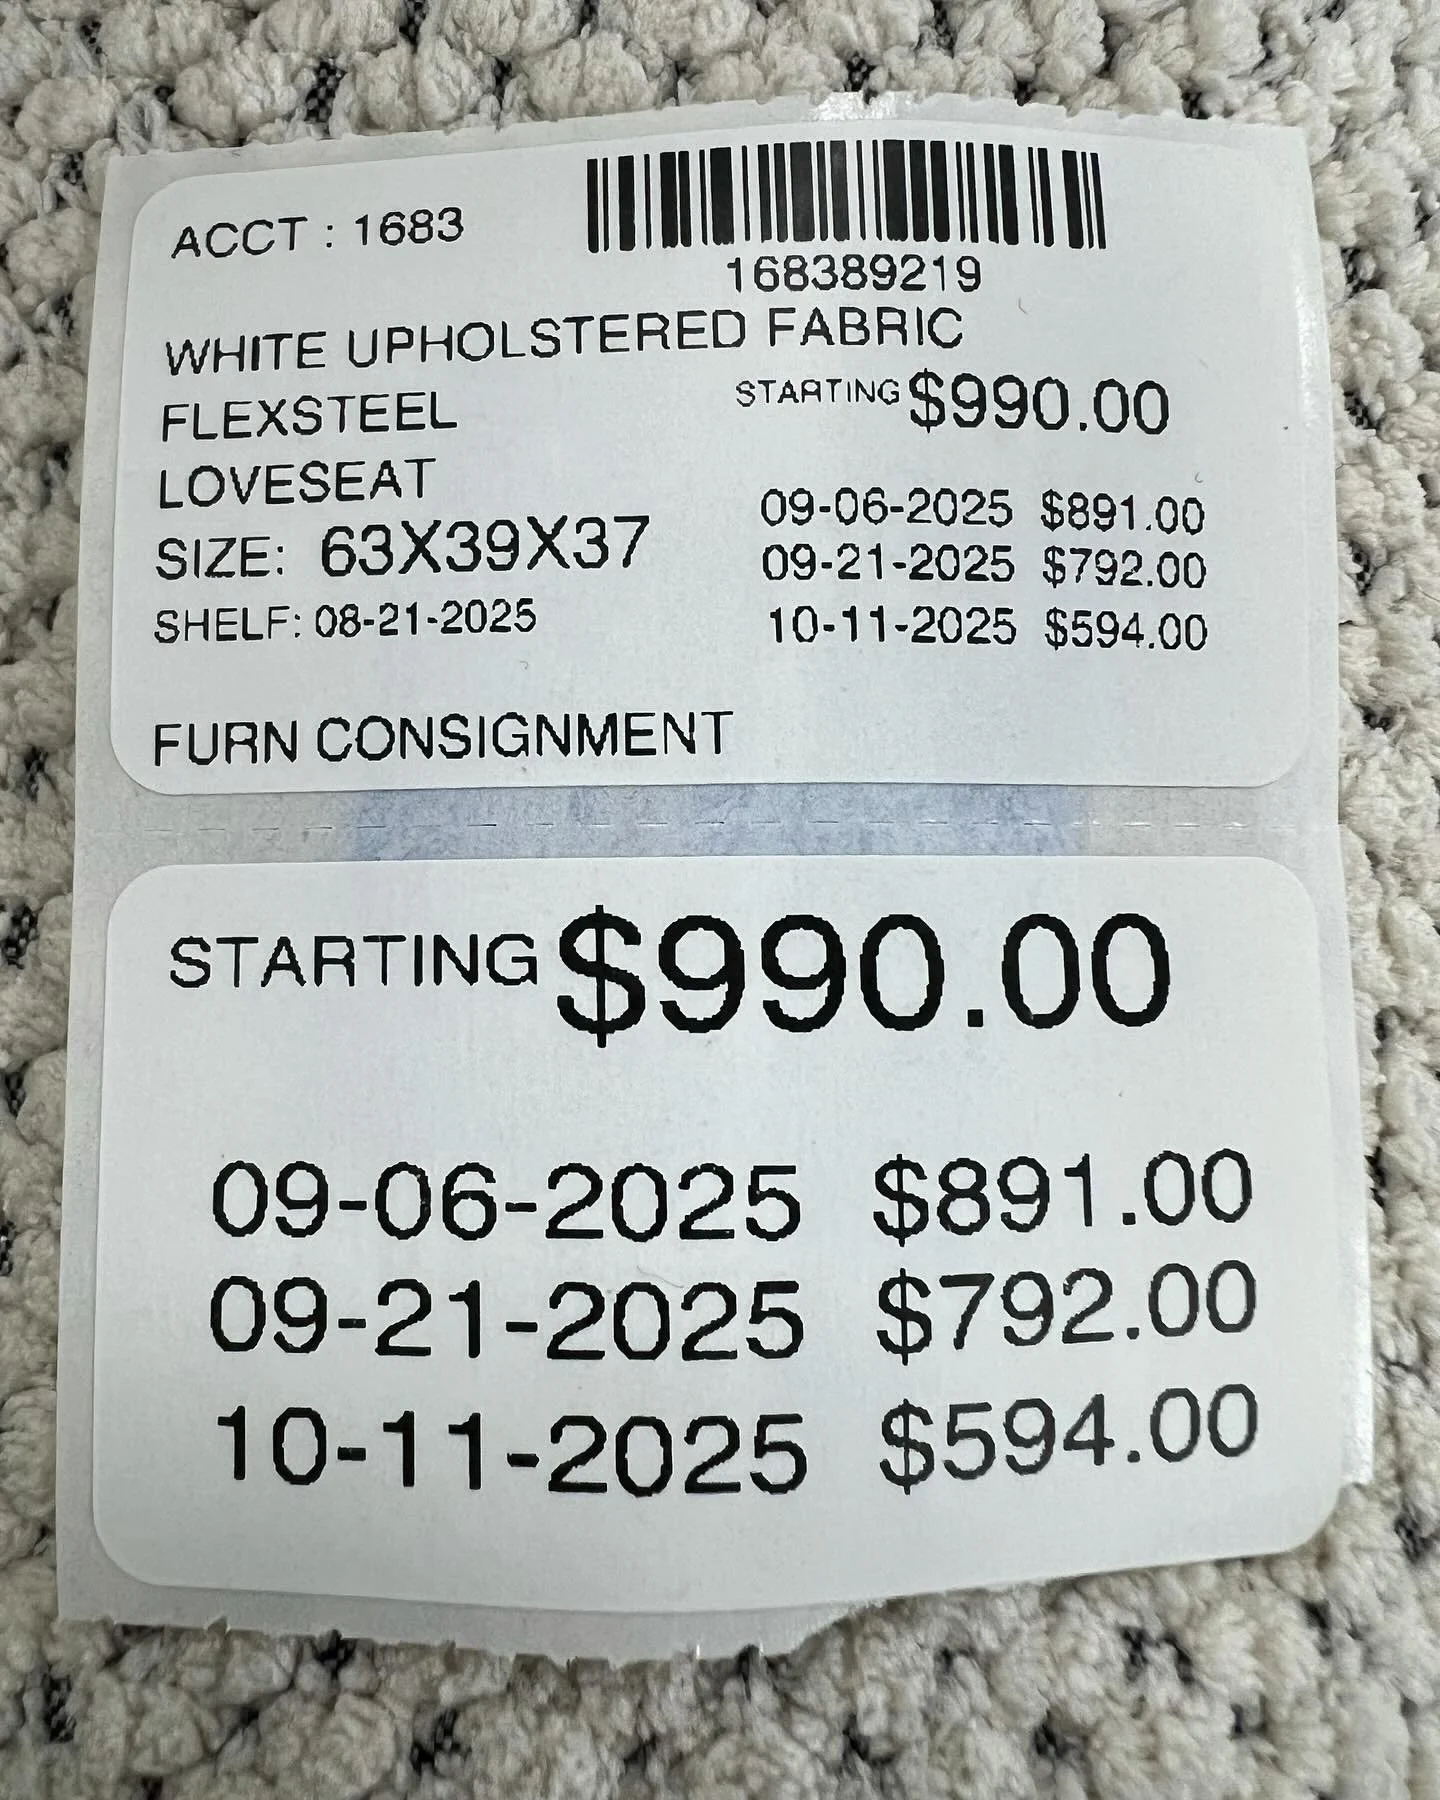 ACCT : 1683
168389219
WHITE UPHOLSTERED FABRIC
FLEXSTEEL
STARTING $990.00
LOVESEAT
SIZE: 63X39X37
SHELF: 08-21-2025
09-06-2025 $891.00
09-21-2025 $792.00
10-11-2025 $594.00
FURN CONSIGNMENT
STARTING $990.00
09-06-2025 $891.00
09-21-2025 $792.00
10-11-2025 $594.00